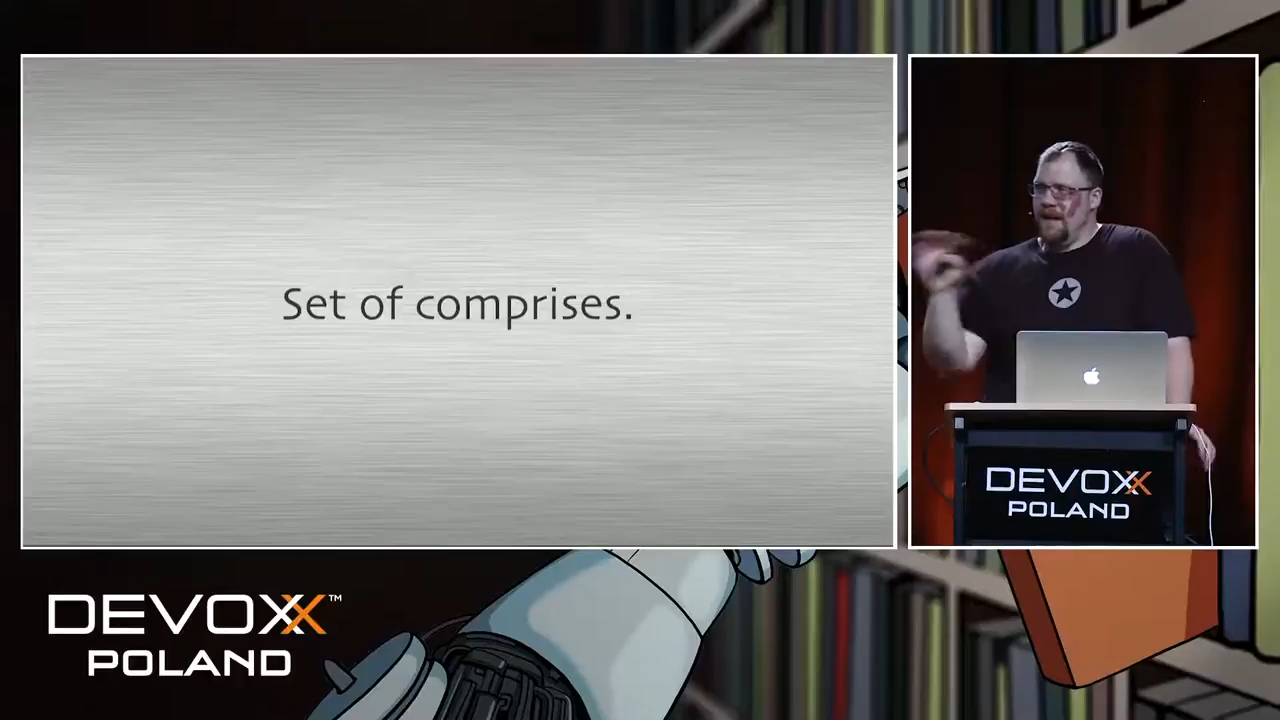 Set of comprises.
DEVOXX
POLAND
DEVOXX™
POLAND